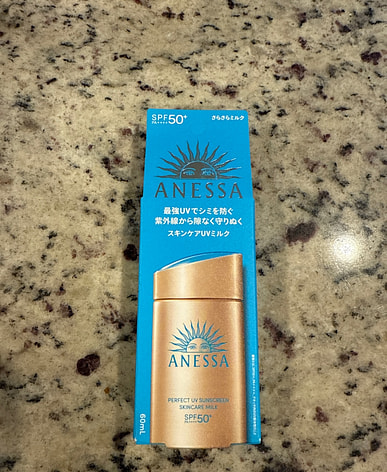 SPF50+
PA++++
さらさらミルク
ANESSA
最強UVでシミを防ぐ
紫外線から隙なく守りぬく
スキンケアUVミルク
ANESSA
PERFECT UV SUNSCREEN
SKINCARE MILK
SPF50+
60mL